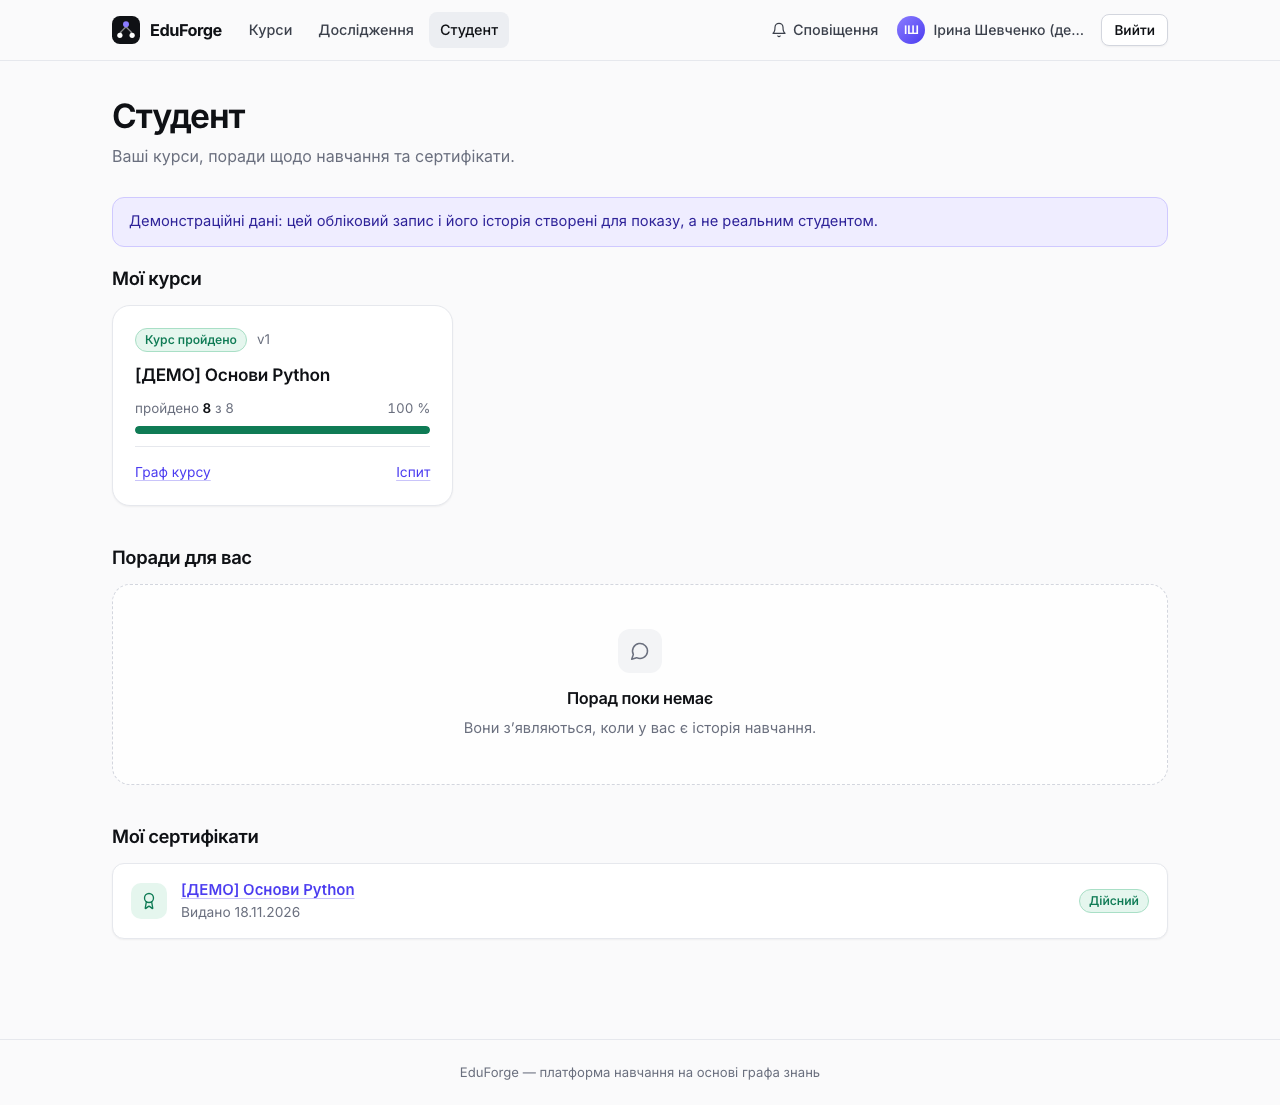 EduForge
Курси
Дослідження
Студент
Сповіщення
ІШ
Ірина Шевченко (де...
Вийти
Студент
Ваші курси, поради щодо навчання та сертифікати.
Демонстраційні дані: цей обліковий запис і його історія створені для показу, а не реальним студентом.
Мої курси
Курс пройдено v1
[ДЕМО] Основи Python
пройдено 8 з 8 100 %
Граф курсу Іспит
Поради для вас
Порад поки немає
Вони з’являються, коли у вас є історія навчання.
Мої сертифікати
[ДЕМО] Основи Python
Видано 18.11.2026
Дійсний
EduForge — платформа навчання на основі графа знань